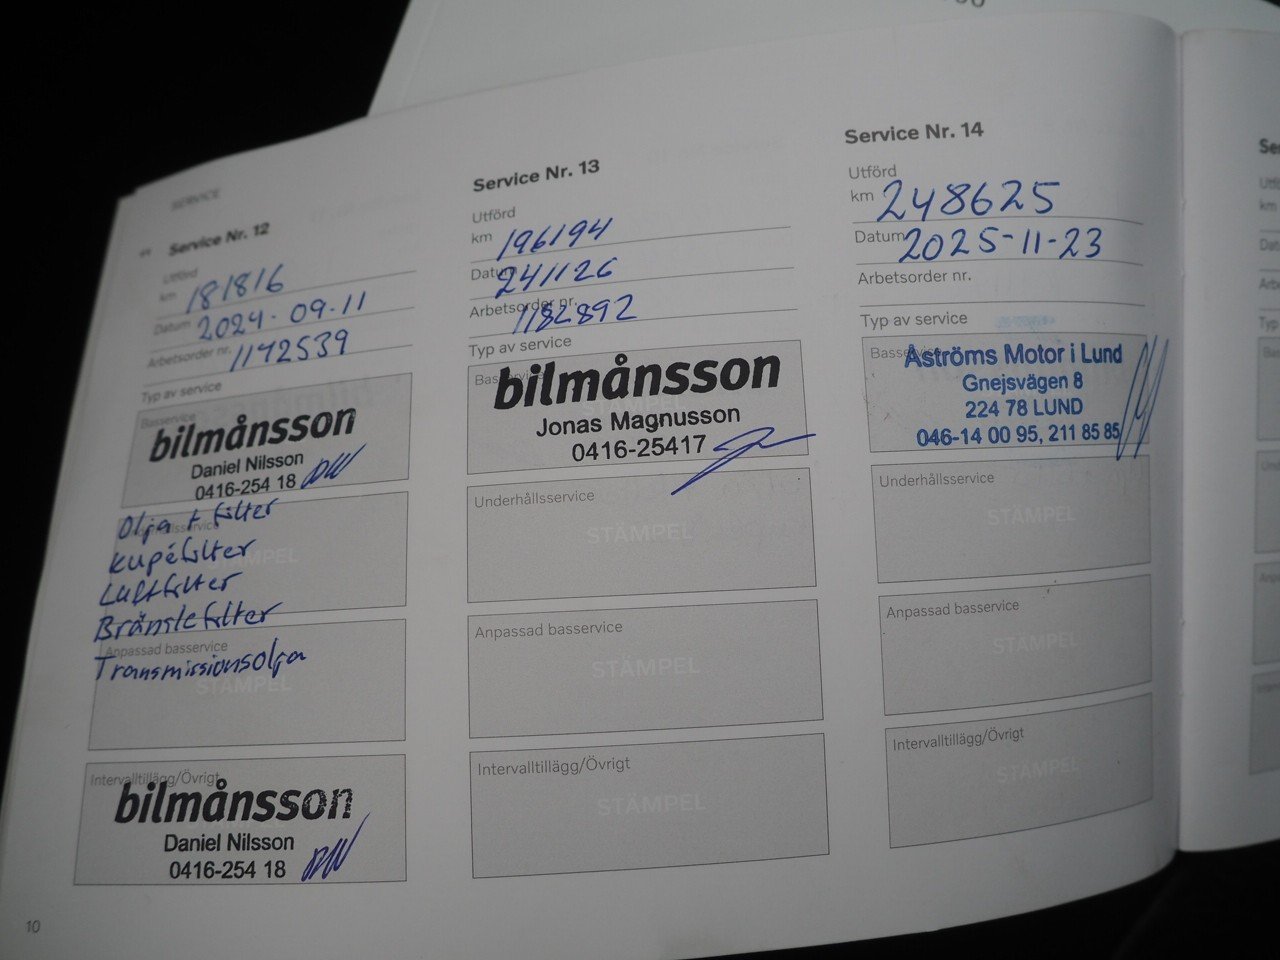 SERVICE
Service Nr. 12
Utförd
km 181816
Datum 2024-09-11
Arbetsorder nr. 1172539
Typ av service
Basservice
bilmånsson
Daniel Nilsson
0416-254 18
Olja + filter
Kupéfilter
STÄMPEL
Luftfilter
Bränslefilter
Anpassad basservice
Transmissionsolja
STÄMPEL
Intervalltillägg/Övrigt
bilmånsson
Daniel Nilsson
0416-254 18
10
Service Nr. 13
Utförd
km 196194
Datum 241126
Arbetsorder nr. 1182892
Typ av service
bilmånsson
Jonas Magnusson
0416-25417
Underhållsservice
STÄMPEL
Anpassad basservice
STÄMPEL
Intervalltillägg/Övrigt
STÄMPEL
Service Nr. 14
Utförd
km 248625
Datum 2025-11-23
Arbetsorder nr.
Typ av service
Åströms Motor i Lund
Gnejsvägen 8
224 78 LUND
046-14 00 95, 211 85 85
Underhållsservice
STÄMPEL
Anpassad basservice
STÄMPEL
Intervalltillägg/Övrigt
STÄMPEL
km